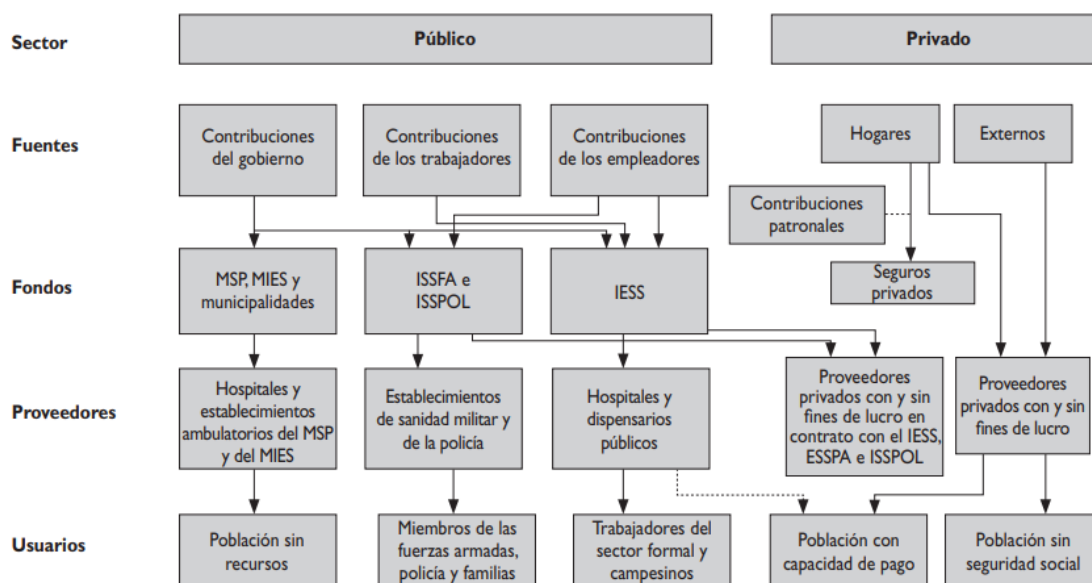 Sector
Público
Privado
Fuentes
Contribuciones
del gobierno
Contribuciones
de los trabajadores
Contribuciones
de los empleadores
Hogares
Externos
Contribuciones
patronales
Fondos
MSP, MIES y
municipalidades
ISSFA e
ISSPOL
IESS
Seguros
privados
Proveedores
Hospitales y
establecimientos
ambulatorios del MSP
y del MIES
Establecimientos
de sanidad militar y
de la policía
Hospitales y
dispensarios
públicos
Proveedores
privados con y sin
fines de lucro en
contrato con el IESS,
ESSPA e ISSPOL
Proveedores
privados con y sin
fines de lucro
Usuarios
Población sin
recursos
Miembros de las
fuerzas armadas,
policía y familias
Trabajadores del
sector formal y
campesinos
Población con
capacidad de pago
Población sin
seguridad social